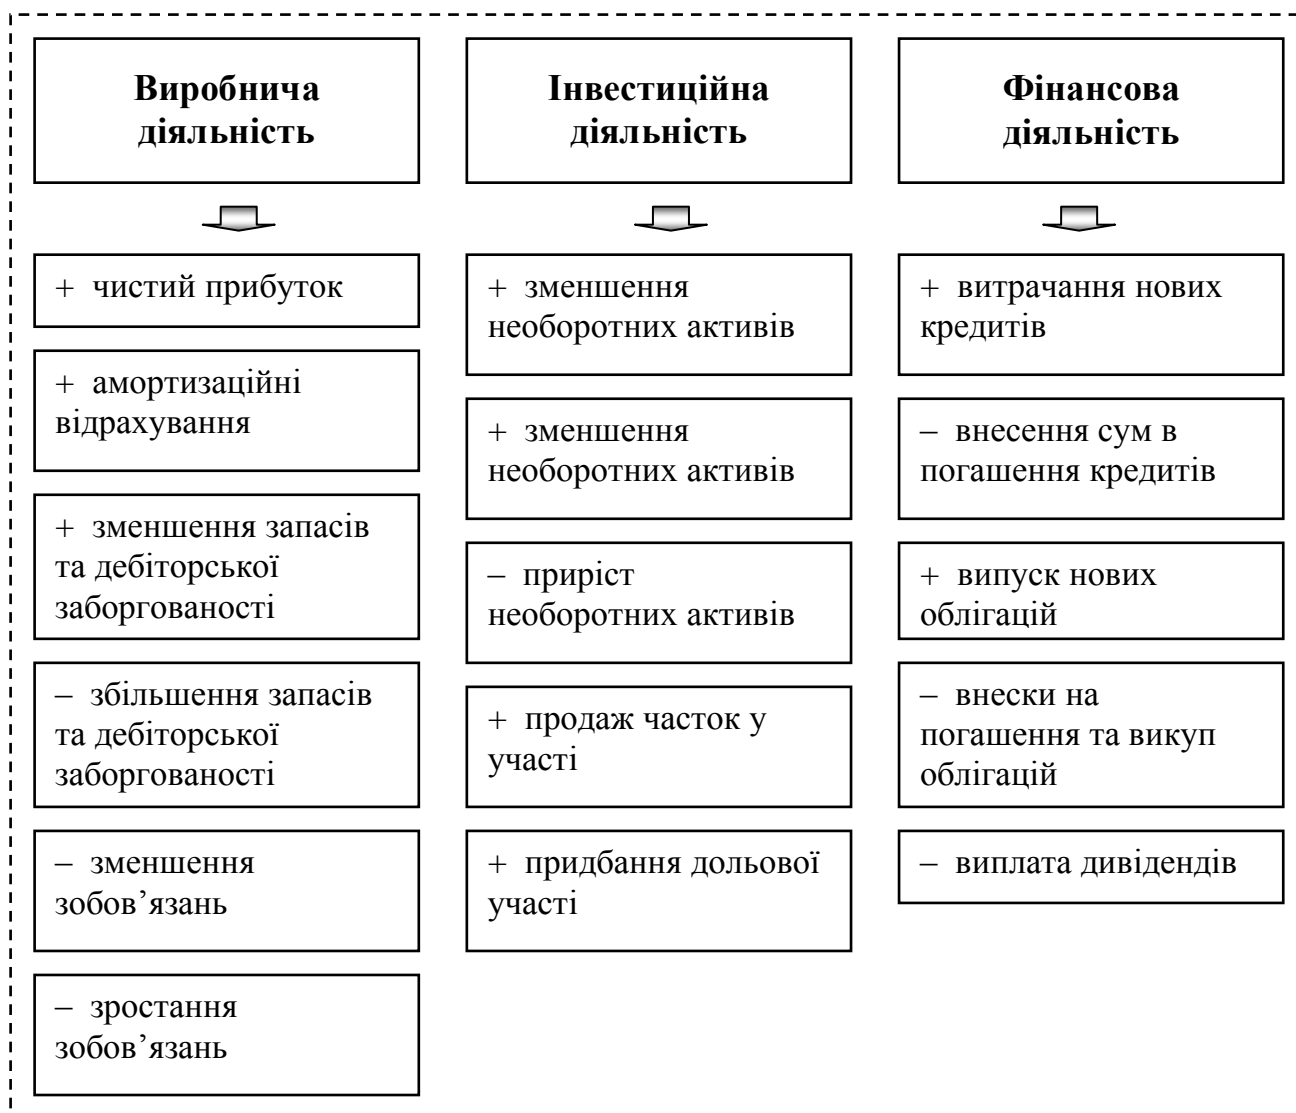 Виробнича
діяльність
+ чистий прибуток
+ амортизаційні
відрахування
+ зменшення запасів
та дебіторської
заборгованості
– збільшення запасів
та дебіторської
заборгованості
– зменшення
зобов’язань
– зростання
зобов’язань
Інвестиційна
діяльність
+ зменшення
необоротних активів
+ зменшення
необоротних активів
– приріст
необоротних активів
+ продаж часток у
участі
+ придбання дольової
участі
Фінансова
діяльність
+ витрачання нових
кредитів
– внесення сум в
погашення кредитів
+ випуск нових
облігацій
– внески на
погашення та викуп
облігацій
– виплата дивідендів